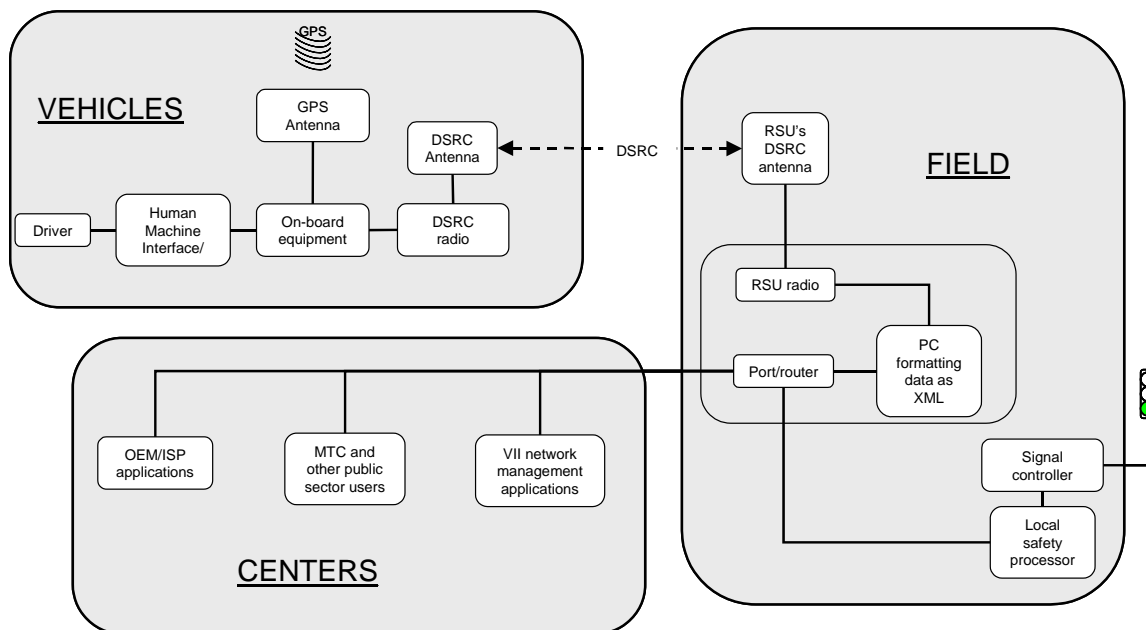 GPS
VEHICLES
GPS
Antenna
DSRC
Antenna
Driver
Human
Machine
Interface/
On-board
equipment
DSRC
radio
DSRC
RSU's
DSRC
antenna
FIELD
RSU radio
PC
formatting
data as
XML
Port/router
Signal
controller
Local
safety
processor
OEM/ISP
applications
MTC and
other public
sector users
VII network
management
applications
CENTERS